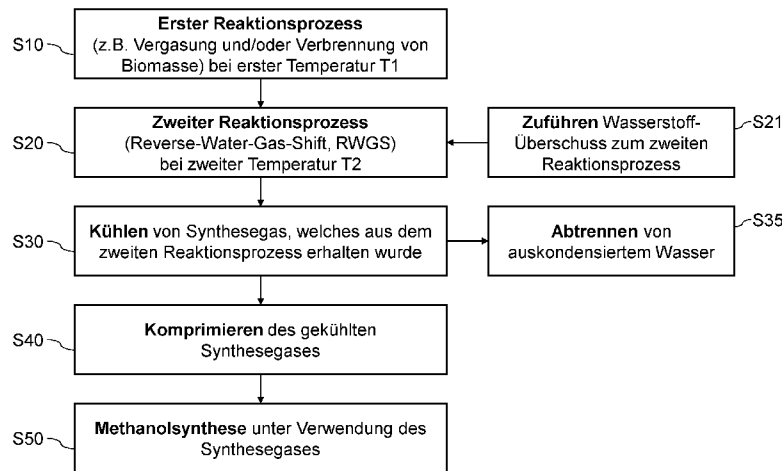 S10
Erster Reaktionsprozess
(z.B. Vergasung und/oder Verbrennung von
Biomasse) bei erster Temperatur T1
S20
Zweiter Reaktionsprozess
(Reverse-Water-Gas-Shift, RWGS)
bei zweiter Temperatur T2
S21
Zuführen Wasserstoff-
Überschuss zum zweiten
Reaktionsprozess
S30
Kühlen von Synthesegas, welches aus dem
zweiten Reaktionsprozess erhalten wurde
S35
Abtrennen von
auskondensiertem Wasser
S40
Komprimieren des gekühlten
Synthesegases
S50
Methanolsynthese unter Verwendung des
Synthesegases